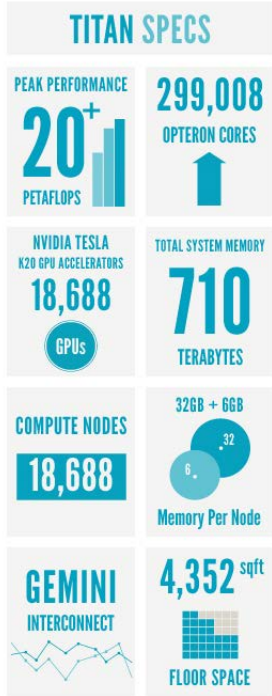 TITAN SPECS
PEAK PERFORMANCE
20+
PETAFLOPS
299,008
OPTERON CORES
NVIDIA TESLA
K20 GPU ACCELERATORS
18,688
GPUs
TOTAL SYSTEM MEMORY
710
TERABYTES
COMPUTE NODES
18,688
32GB + 6GB
32
6
Memory Per Node
GEMINI
INTERCONNECT
4,352 sqft
FLOOR SPACE